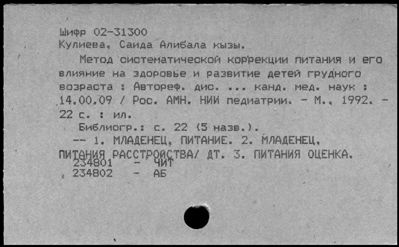 Шифр 02-31300
Кулиева, Саида Алибала кызы.
Метод систематической коррекции питания и его
влияние на здоровье и развитие детей грудного
возраста : Автореф. дис. ... канд. мед. наук :
14.00.09 / Рос. АМН. НИИ педиатрии. - М., 1992. -
22 с. : ил.
Библиогр.: с. 22 (5 назв.).
-- 1. МЛАДЕНЕЦ, ПИТАНИЕ. 2. МЛАДЕНЕЦ,
ПИТАНИЯ РАССТРОЙСТВА/ ДТ. 3. ПИТАНИЯ ОЦЕНКА.
234801 - ЧИТ
234802 - АБ